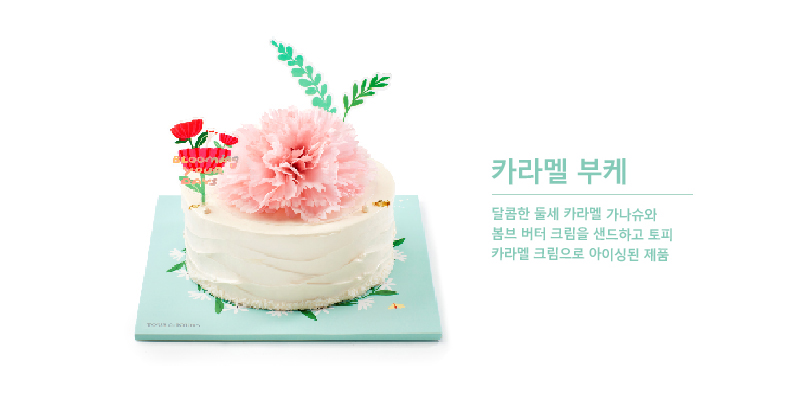 BLOOMING
YOUR
카라멜 부케
달콤한 둘세 카라멜 가나슈와
봄브 버터 크림을 샌드하고 토피
카라멜 크림으로 아이싱된 제품